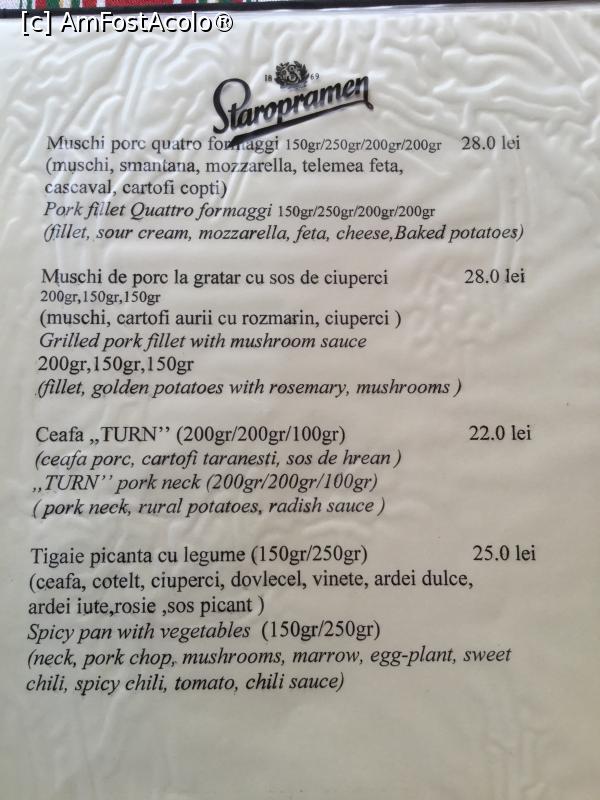 [c] AmFostAcolo®
18 69
Staropramen
Muschi porc quatro formaggi 150gr/250gr/200gr/200gr 28.0 lei
(muschi, smantana, mozzarella, telemea feta,
cascaval, cartofi copti)
Pork fillet Quattro formaggi 150gr/250gr/200gr/200gr
(fillet, sour cream, mozzarella, feta, cheese,Baked potatoes)
Muschi de porc la gratar cu sos de ciuperci 28.0 lei
200gr,150gr,150gr
(muschi, cartofi aurii cu rozmarin, ciuperci )
Grilled pork fillet with mushroom sauce
200gr,150gr,150gr
(fillet, golden potatoes with rosemary, mushrooms )
Ceafa ,,TURN’’ (200gr/200gr/100gr) 22.0 lei
(ceafa porc, cartofi taranesti, sos de hrean )
,,TURN’’ pork neck (200gr/200gr/100gr)
( pork neck, rural potatoes, radish sauce )
Tigaie picanta cu legume (150gr/250gr) 25.0 lei
(ceafa, cotelt, ciuperci, dovlecel, vinete, ardei dulce,
ardei iute,rosie ,sos picant )
Spicy pan with vegetables (150gr/250gr)
(neck, pork chop, mushrooms, marrow, egg-plant, sweet
chili, spicy chili, tomato, chili sauce)